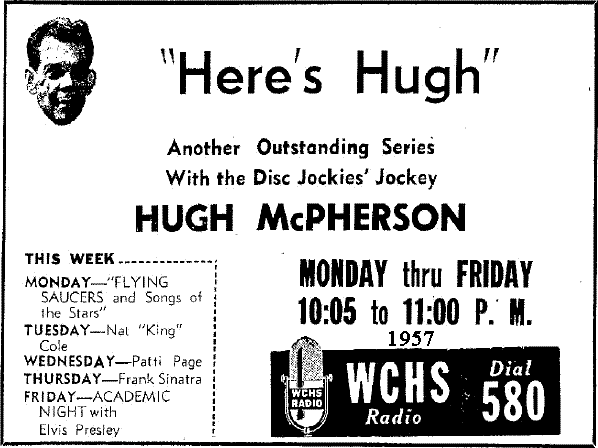 "Here's Hugh"
Another Outstanding Series
With the Disc Jockies' Jockey
HUGH McPHERSON
THIS WEEK
MONDAY—"FLYING
SAUCERS and Songs of
the Stars"
TUESDAY—Nat "King"
Cole
WEDNESDAY—Patti Page
THURSDAY—Frank Sinatra
FRIDAY—ACADEMIC
NIGHT with
Elvis Presley
MONDAY thru FRIDAY
10:05 to 11:00 P. M.
1957
WCHS
RADIO
WCHS
Radio
Dial
580